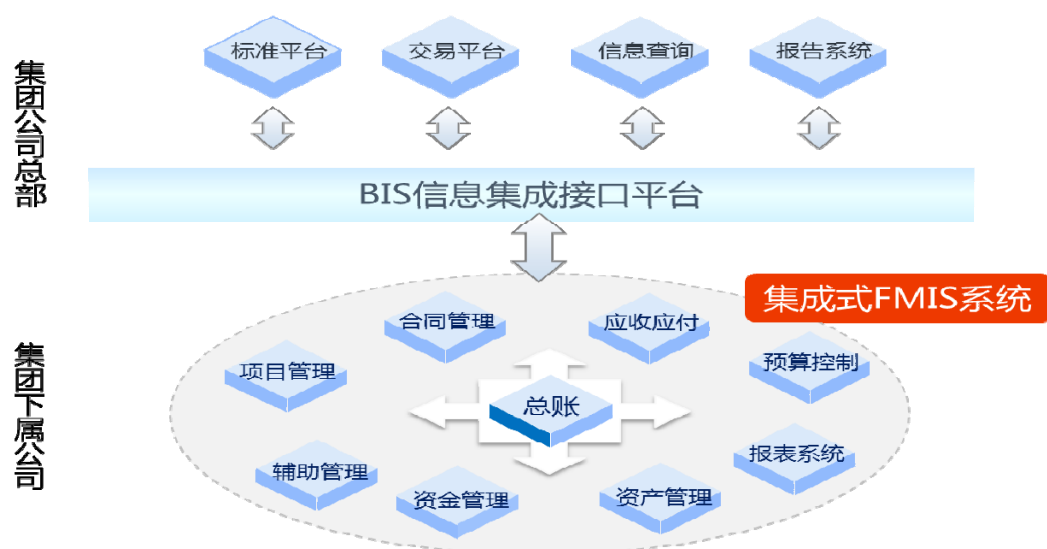 标准平台
交易平台
信息查询
报告系统
集团公司总部
BIS信息集成接口平台
集成式FMIS系统
合同管理
应收应付
项目管理
预算控制
总账
集团下属公司
辅助管理
报表系统
资金管理
资产管理